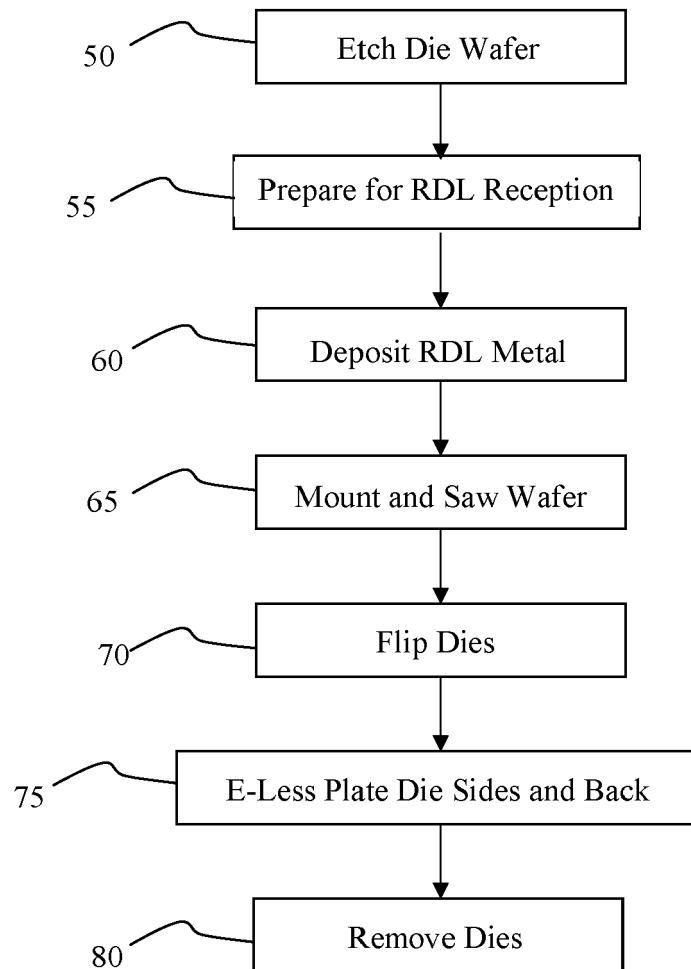 50
Etch Die Wafer
55
Prepare for RDL Reception
60
Deposit RDL Metal
65
Mount and Saw Wafer
70
Flip Dies
75
E-Less Plate Die Sides and Back
80
Remove Dies